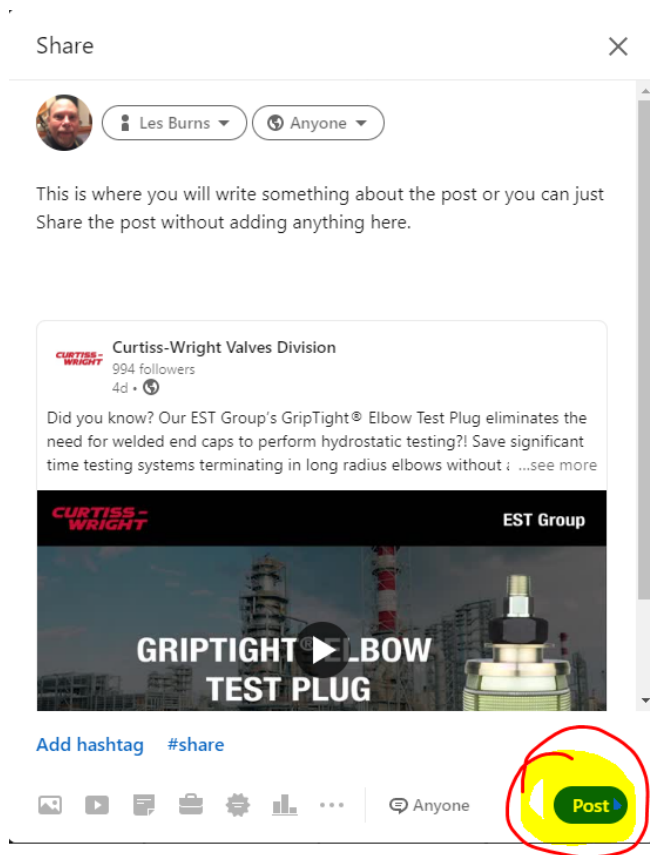 Share
Les Burns
Anyone
This is where you will write something about the post or you can just
Share the post without adding anything here.
CURTISS-
WRIGHT
Curtiss-Wright Valves Division
994 followers
4d •
Did you know? Our EST Group's GripTight® Elbow Test Plug eliminates the
need for welded end caps to perform hydrostatic testing?! Save significant
time testing systems terminating in long radius elbows without ...see more
CURTISS-
WRIGHT
EST Group
GRIPTIGHT® ELBOW
TEST PLUG
Add hashtag #share
Anyone
Post